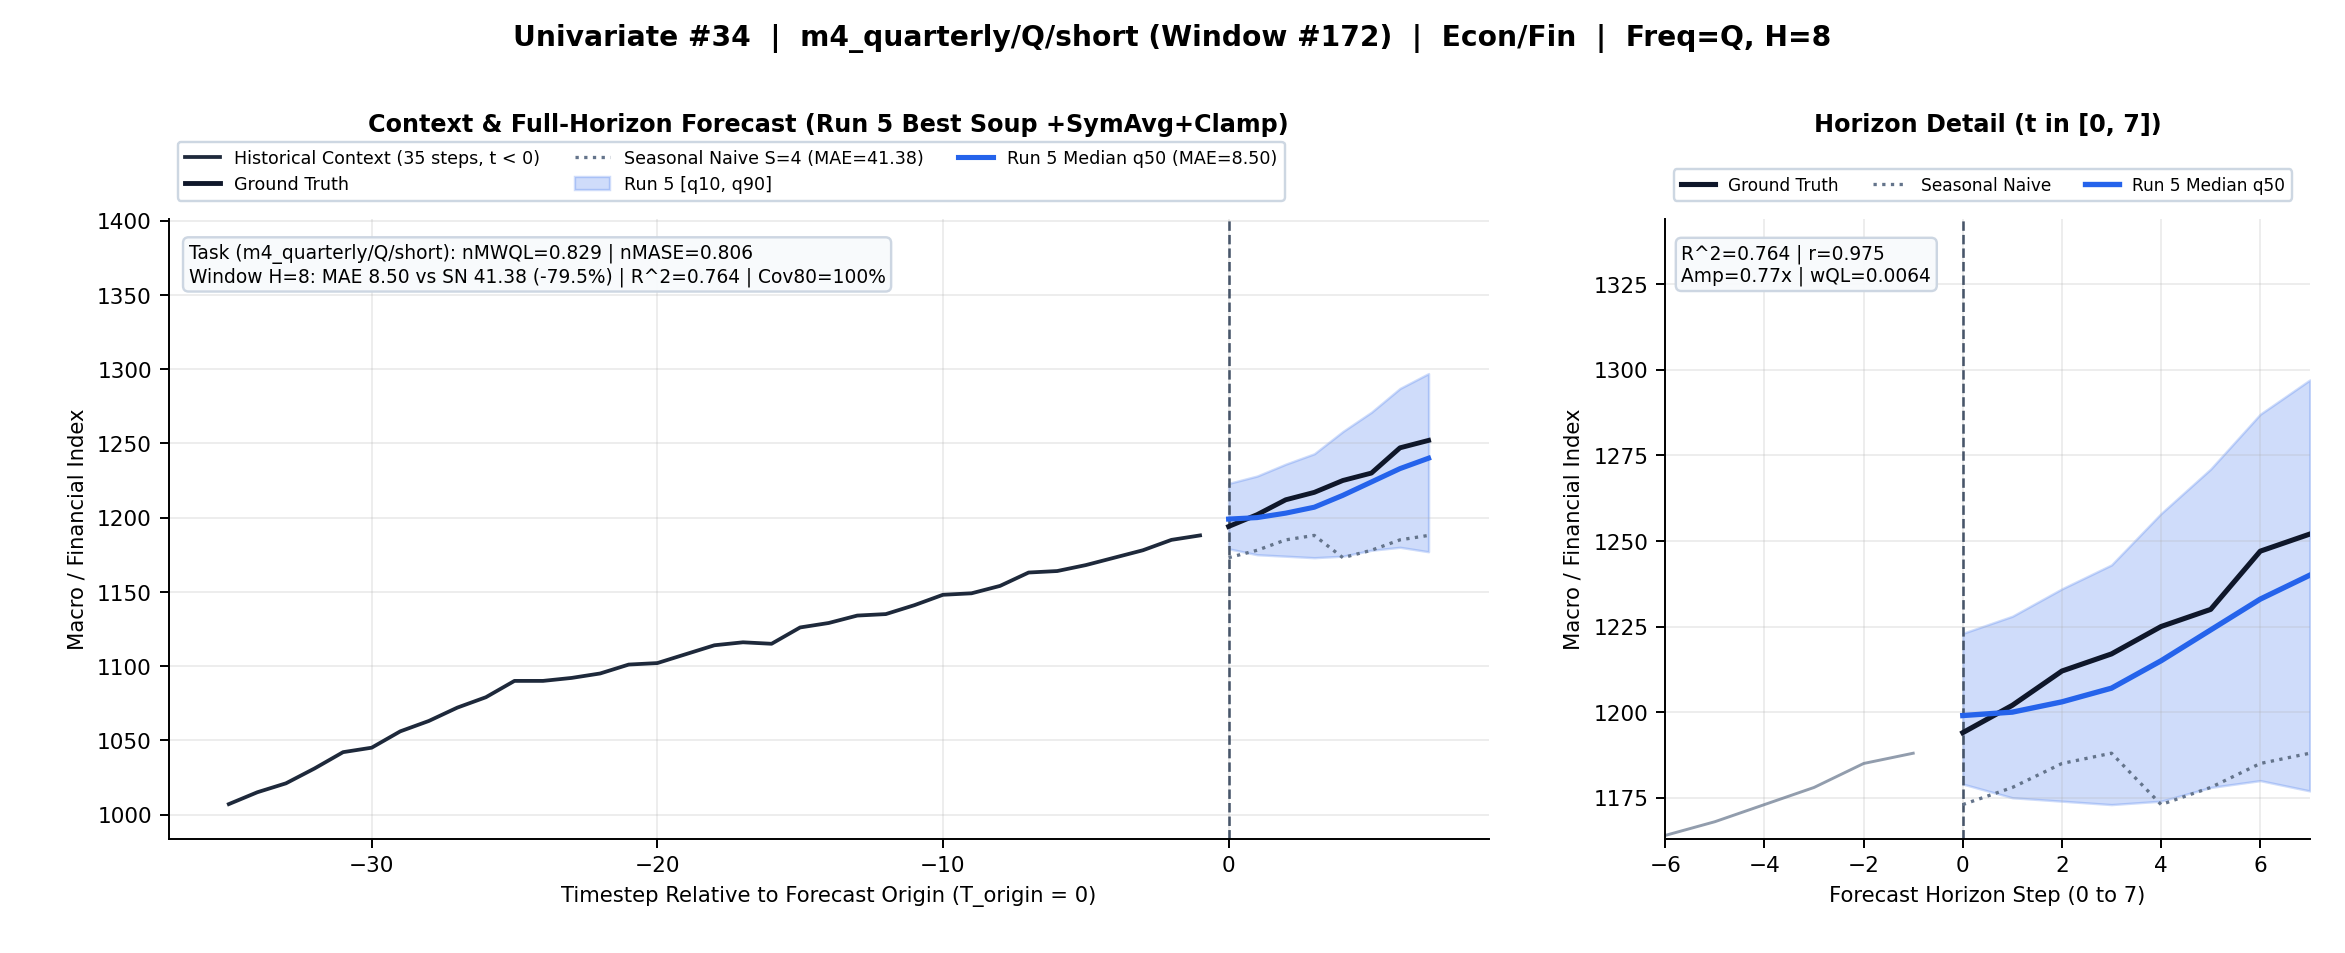 Univariate #34 | m4_quarterly/Q/short (Window #172) | Econ/Fin | Freq=Q, H=8
Context & Full-Horizon Forecast (Run 5 Best Soup +SymAvg+Clamp)
Historical Context (35 steps, t < 0)
Ground Truth
Seasonal Naive S=4 (MAE=41.38)
Run 5 [q10, q90]
Run 5 Median q50 (MAE=8.50)
Task (m4_quarterly/Q/short): nMWQL=0.829 | nMASE=0.806
Window H=8: MAE 8.50 vs SN 41.38 (-79.5%) | R^2=0.764 | Cov80=100%
Macro / Financial Index
1400
1350
1300
1250
1200
1150
1100
1050
1000
−30
−20
−10
0
Timestep Relative to Forecast Origin (T_origin = 0)
Horizon Detail (t in [0, 7])
Ground Truth
Seasonal Naive
Run 5 Median q50
R^2=0.764 | r=0.975
Amp=0.77x | wQL=0.0064
Macro / Financial Index
1325
1300
1275
1250
1225
1200
1175
−6
−4
−2
0
2
4
6
Forecast Horizon Step (0 to 7)